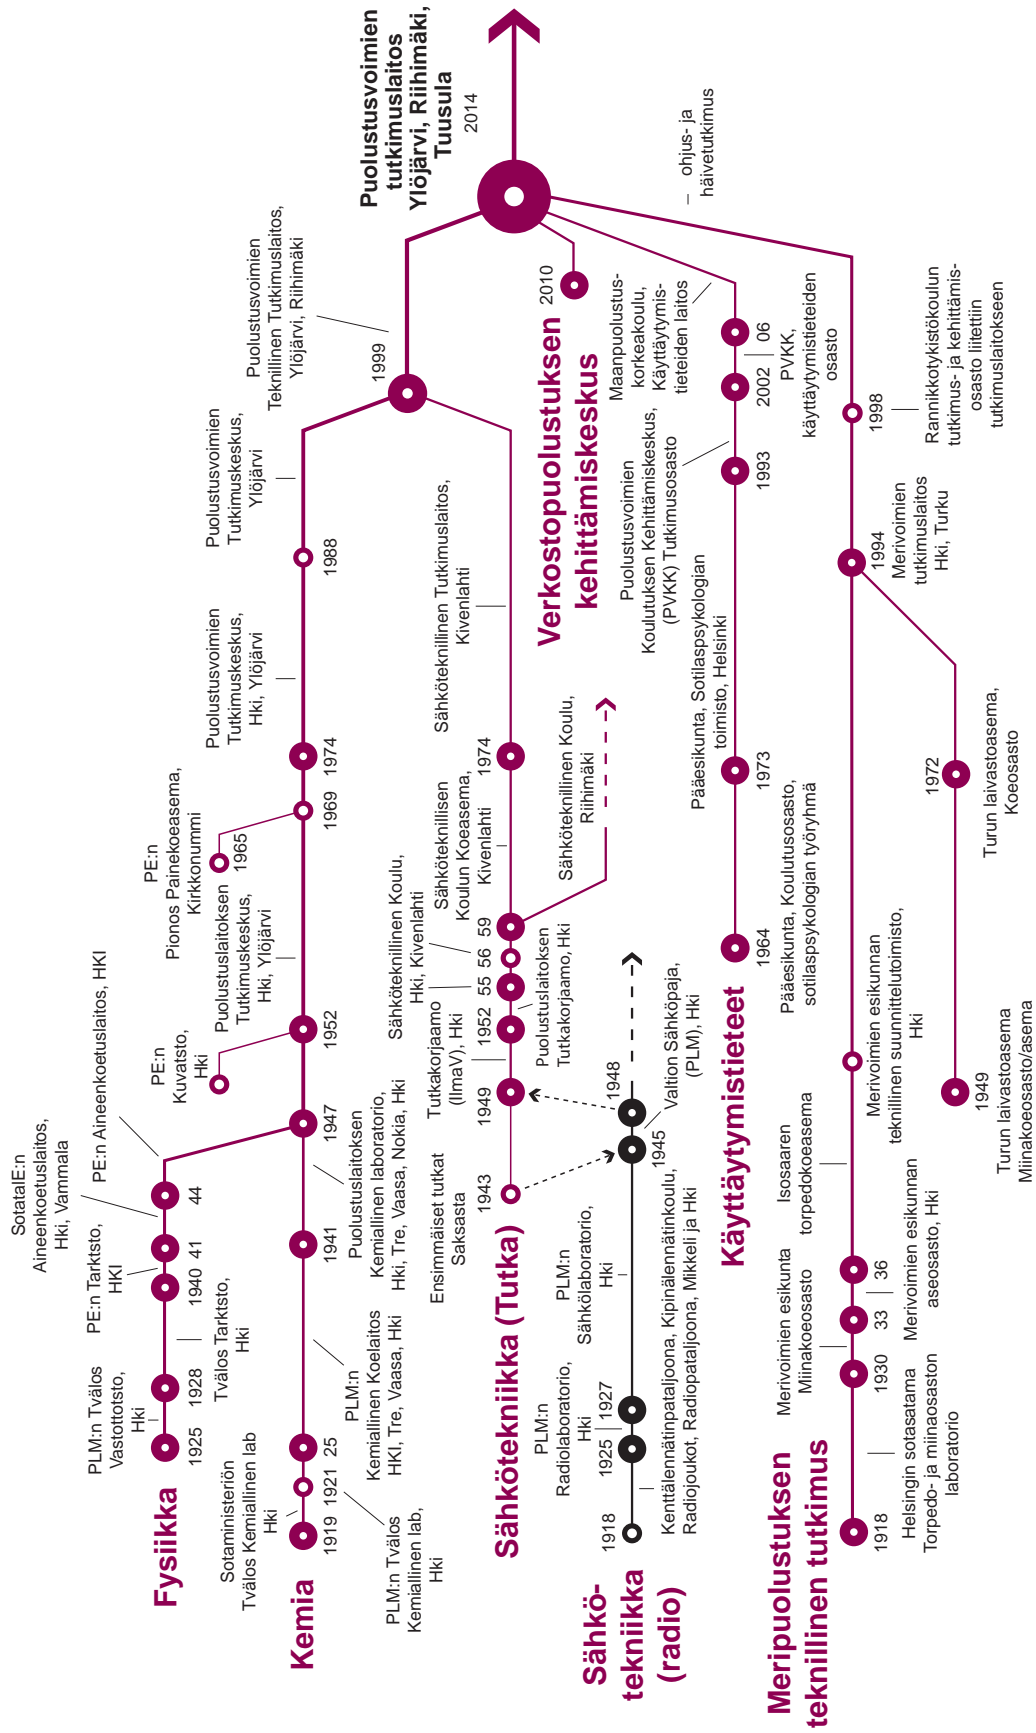 Puolustusvoimien
tutkimuslaitos
Ylöjärvi, Riihimäki,
Tuusula
2014
Fysiikka
1925
PLM:n Tvälos
Vastottotsto,
Hki
1928
Tvälos Tarktsto,
Hki
1940
PE:n Tarktsto,
HKI
41
SotatalE:n
Aineenkoetuslaitos,
Hki, Vammala
44
PE:n Aineenkoetuslaitos, HKI
Kemia
1919
Sotaministeriön
Tvälos Kemiallinen lab
Hki
1921
PLM:n Tvälos
Kemiallinen lab,
Hki
25
PLM:n
Kemiallinen Koelaitos
HKI, Tre, Vaasa, Hki
1941
Puolustuslaitoksen
Kemiallinen laboratorio,
Hki, Tre, Vaasa, Nokia, Hki
1947
PE:n
Kuvatsto,
Hki
1952
Puolustuslaitoksen
Tutkimuskeskus,
Hki, Ylöjärvi
PE:n
Pionos Painekoeasema,
Kirkkonummi
1965
1969
1974
Puolustusvoimien
Tutkimuskeskus,
Hki, Ylöjärvi
1988
Puolustusvoimien
Tutkimuskeskus,
Ylöjärvi
1999
Puolustusvoimien
Teknillinen Tutkimuslaitos,
Ylöjärvi, Riihimäki
Sähkötekniikka (Tutka)
1943
Ensimmäiset tutkat
Saksasta
1949
Tutkakorjaamo
(IlmaV), Hki
1952
Puolustuslaitoksen
Tutkakorjaamo, Hki
55
56
Sähköteknillinen Koulu,
Hki, Kivenlahti
59
Sähköteknillisen
Koulun Koeasema,
Kivenlahti
1974
Sähköteknillinen Tutkimuslaitos,
Kivenlahti
Sähköteknillinen Koulu,
Riihimäki
Verkostopuolustuksen
kehittämiskeskus
2010
Sähkö-
tekniikka
(radio)
1918
Kenttälennätinpataljoona, Kipinälennätinkoulu,
Radiojoukot, Radiopataljoona, Mikkeli ja Hki
1925
PLM:n
Radiolaboratorio,
Hki
1927
PLM:n
Sähkölaboratorio,
Hki
1945
Valtion Sähköpaja,
(PLM), Hki
1948
Käyttäytymistieteet
1964
Pääesikunta, Koulutusosasto,
sotilaspsykologian työryhmä
1973
Pääesikunta, Sotilaspsykologian
toimisto, Helsinki
1993
Puolustusvoimien
Koulutuksen Kehittämiskeskus,
(PVKK) Tutkimusosasto
2002
PVKK,
käyttäytymistieteiden
osasto
06
Maanpuolustus-
korkeakoulu,
Käyttäytymis-
tieteiden laitos
Meripuolustuksen
teknillinen tutkimus
1918
Helsingin sotasatama
Torpedo- ja miinaosaston
laboratorio
1930
Merivoimien esikunta
Miinakoeosasto
33
Merivoimien esikunnan
aseosasto, Hki
36
Isosaaren
torpedokoeasema
Merivoimien esikunnan
teknillinen suunnittelutoimisto,
Hki
1949
Turun laivastoasema
Miinakoeosasto/asema
1972
Turun laivastoasema,
Koeosasto
1994
Merivoimien
tutkimuslaitos
Hki, Turku
1998
Rannikkotykistökoulun
tutkimus- ja kehittämis-
osasto liitettiin
tutkimuslaitokseen
ohjus- ja
häivetutkimus